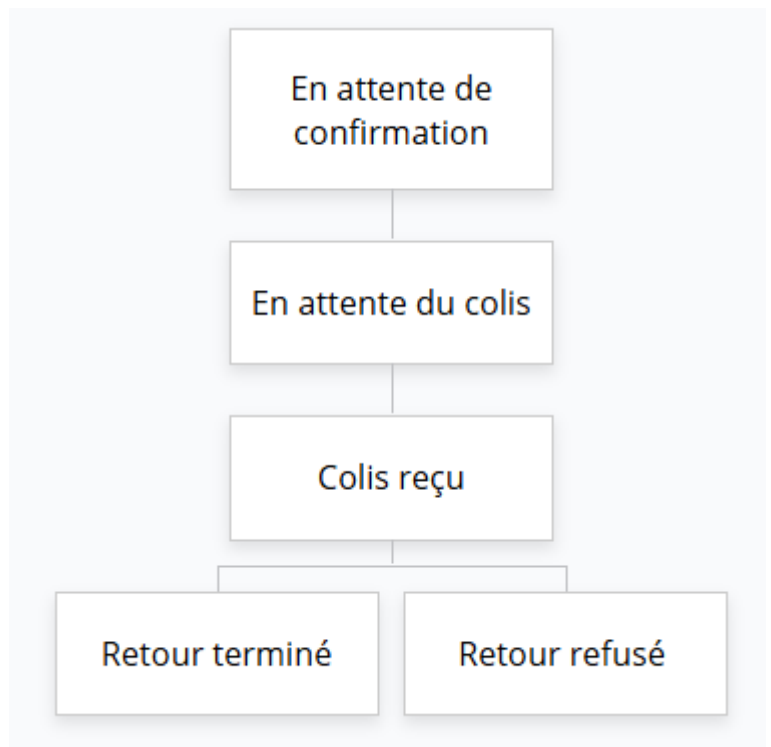 En attente de
confirmation
En attente du colis
Colis reçu
Retour terminé
Retour refusé